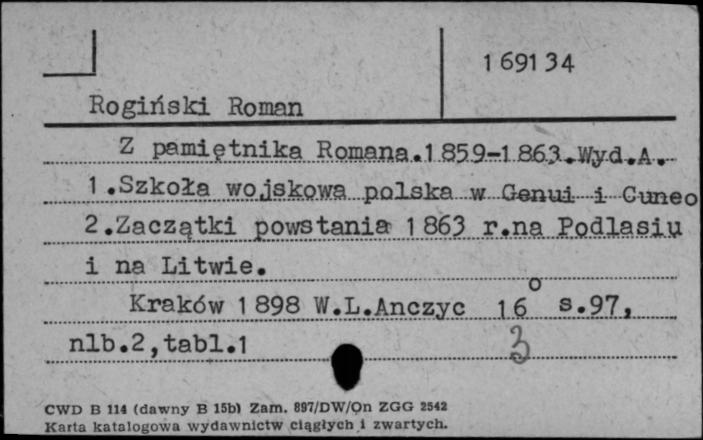 169134
Rogiński Roman
Z pamiętnika Romana.1859-1863.Wyd.A.
1.Szkoła wojskowa polska w Genui i Cuneo
2.Zaczątki powstania 1863 r.na Podlasiu
i na Litwie.
Kraków 1898 W.L.Anczyc 16° s.97,
nlb.2,tabl.1
3
CWD B 114 (dawny B 15b) Zam. 897/DW/On ZGG 2542
Karta katalogowa wydawnictw ciągłych i zwartych.